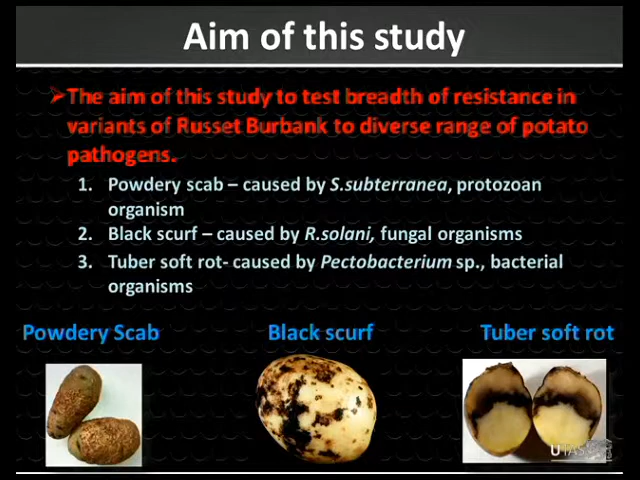 Aim of this study
➢The aim of this study to test breadth of resistance in
variants of Russet Burbank to diverse range of potato
pathogens.
1. Powdery scab – caused by S.subterranea, protozoan
organism
2. Black scurf – caused by R.solani, fungal organisms
3. Tuber soft rot- caused by Pectobacterium sp., bacterial
organisms
Powdery Scab Black scurf Tuber soft rot
UTAS